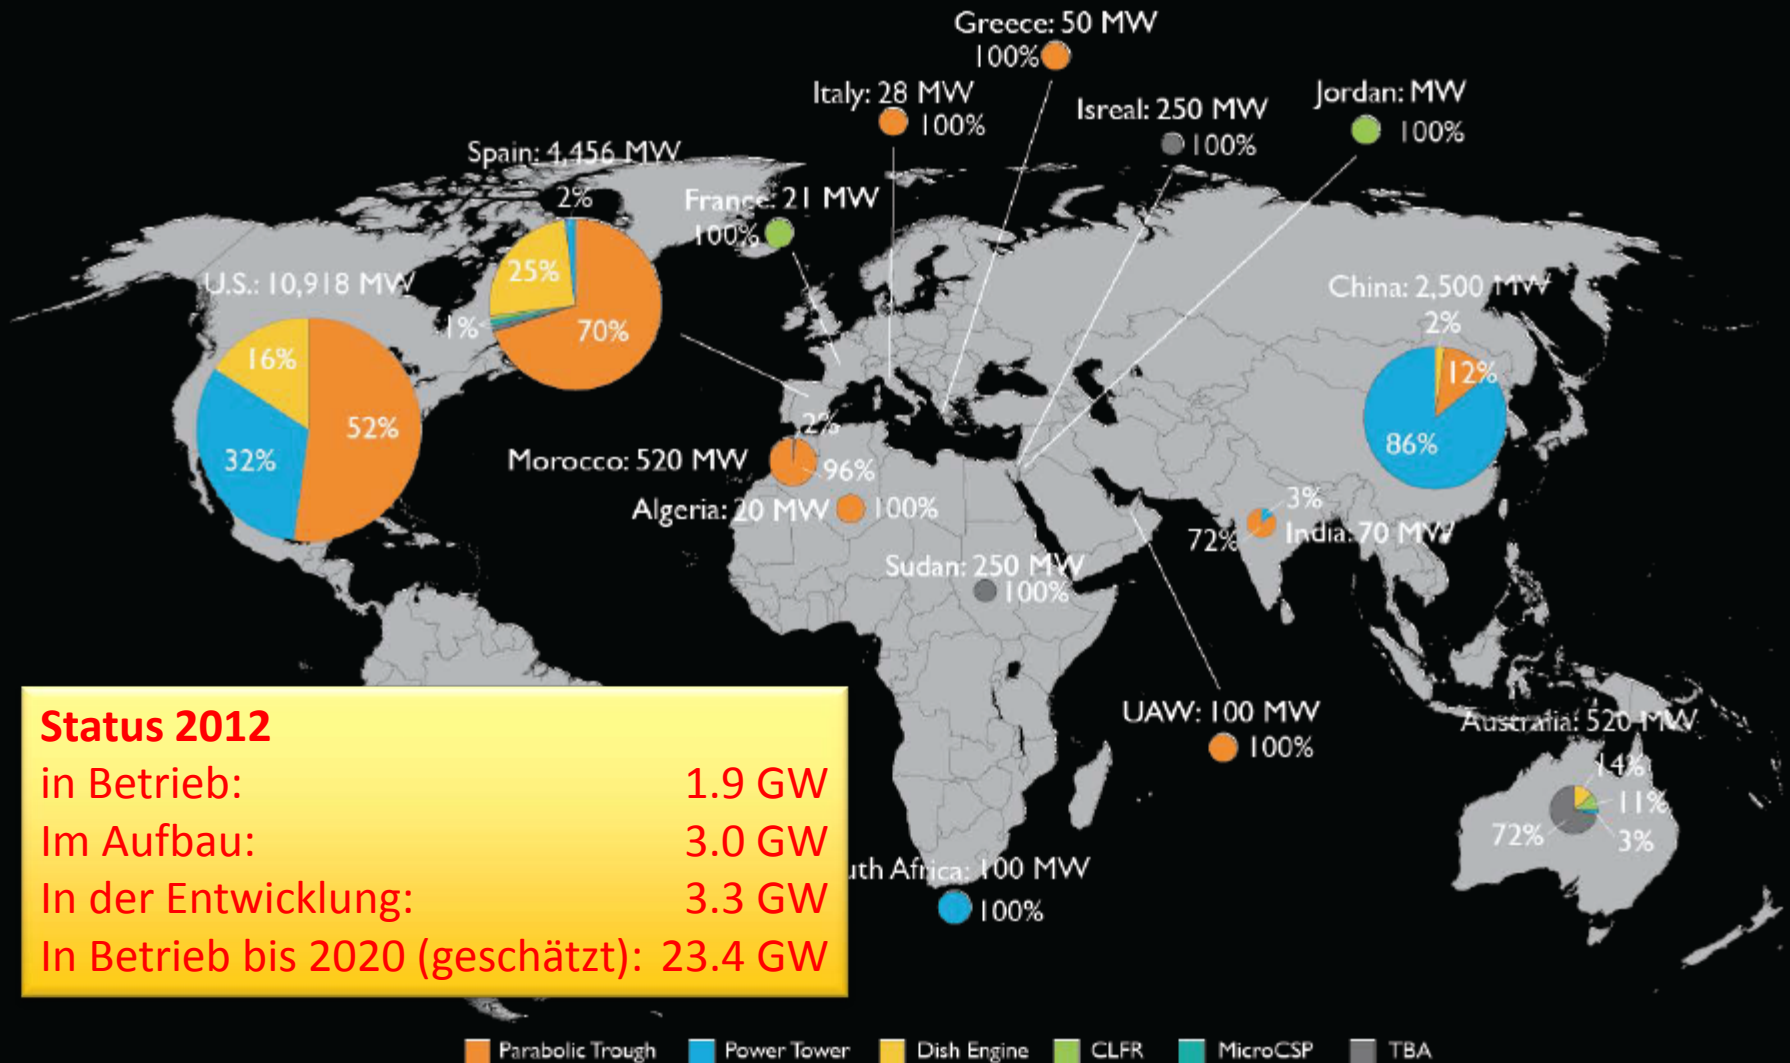 Greece: 50 MW
100%
Italy: 28 MW
100%
Isreal: 250 MW
100%
Jordan: MW
100%
Spain: 4,456 MW
2%
25%
1%
70%
France: 21 MW
100%
U.S.: 10,918 MW
16%
52%
32%
China: 2,500 MW
2%
12%
86%
Morocco: 520 MW
2%
96%
Algeria: 20 MW
100%
3%
72%
India: 70 MW
Sudan: 250 MW
100%
UAW: 100 MW
100%
Australia: 520 MW
14%
11%
72%
3%
uth Africa: 100 MW
100%
Status 2012
in Betrieb: 1.9 GW
Im Aufbau: 3.0 GW
In der Entwicklung: 3.3 GW
In Betrieb bis 2020 (geschätzt): 23.4 GW
Parabolic Trough Power Tower Dish Engine CLFR MicroCSP TBA